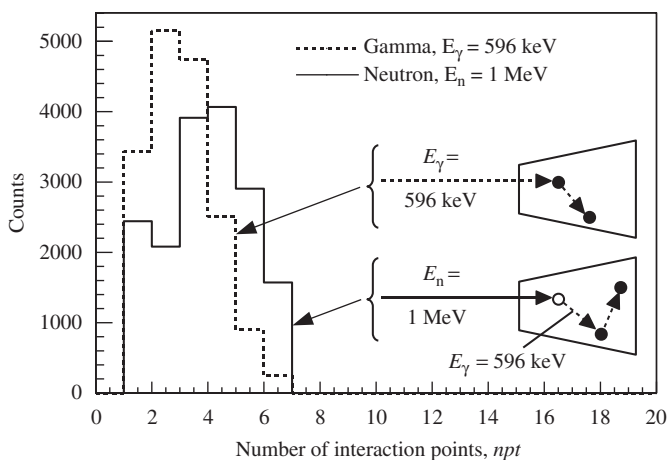 5000
4000
3000
2000
1000
0
Counts
Gamma, Eγ = 596 keV
Neutron, En = 1 MeV
Eγ =
596 keV
En =
1 MeV
Eγ = 596 keV
0 2 4 6 8 10 12 14 16 18 20
Number of interaction points, npt